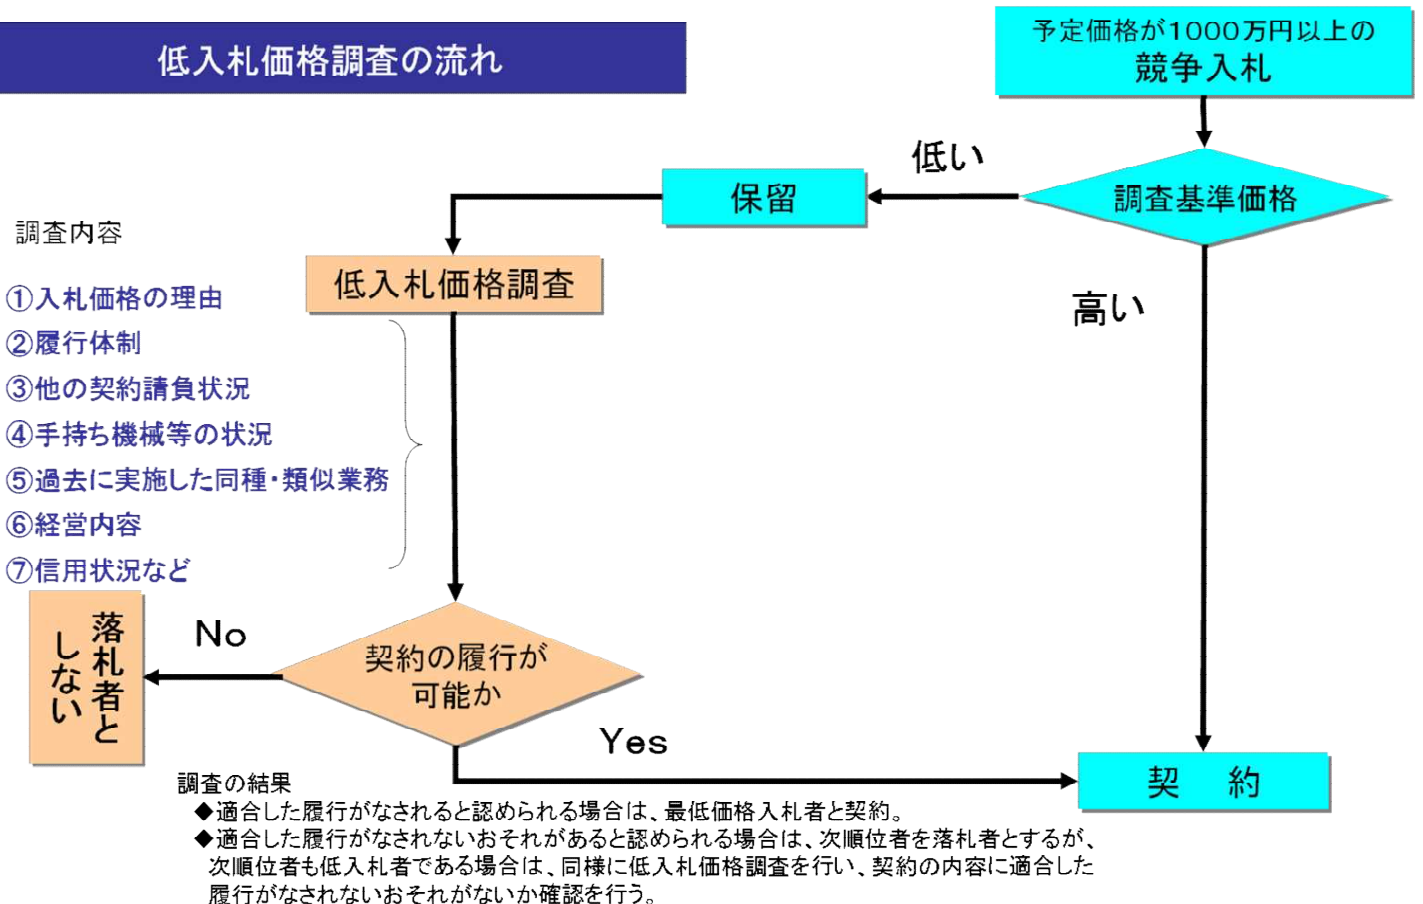 低入札価格調査の流れ
予定価格が1000万円以上の
競争入札
調査基準価格
低い
保留
高い
低入札価格調査
調査内容
①入札価格の理由
②履行体制
③他の契約請負状況
④手持ち機械等の状況
⑤過去に実施した同種・類似業務
⑥経営内容
⑦信用状況など
契約の履行が
可能か
No
落札者と
しない
Yes
契　約
調査の結果
◆適合した履行がなされると認められる場合は、最低価格入札者と契約。
◆適合した履行がなされないおそれがあると認められる場合は、次順位者を落札者とするが、
次順位者も低入札者である場合は、同様に低入札価格調査を行い、契約の内容に適合した
履行がなされないおそれがないか確認を行う。